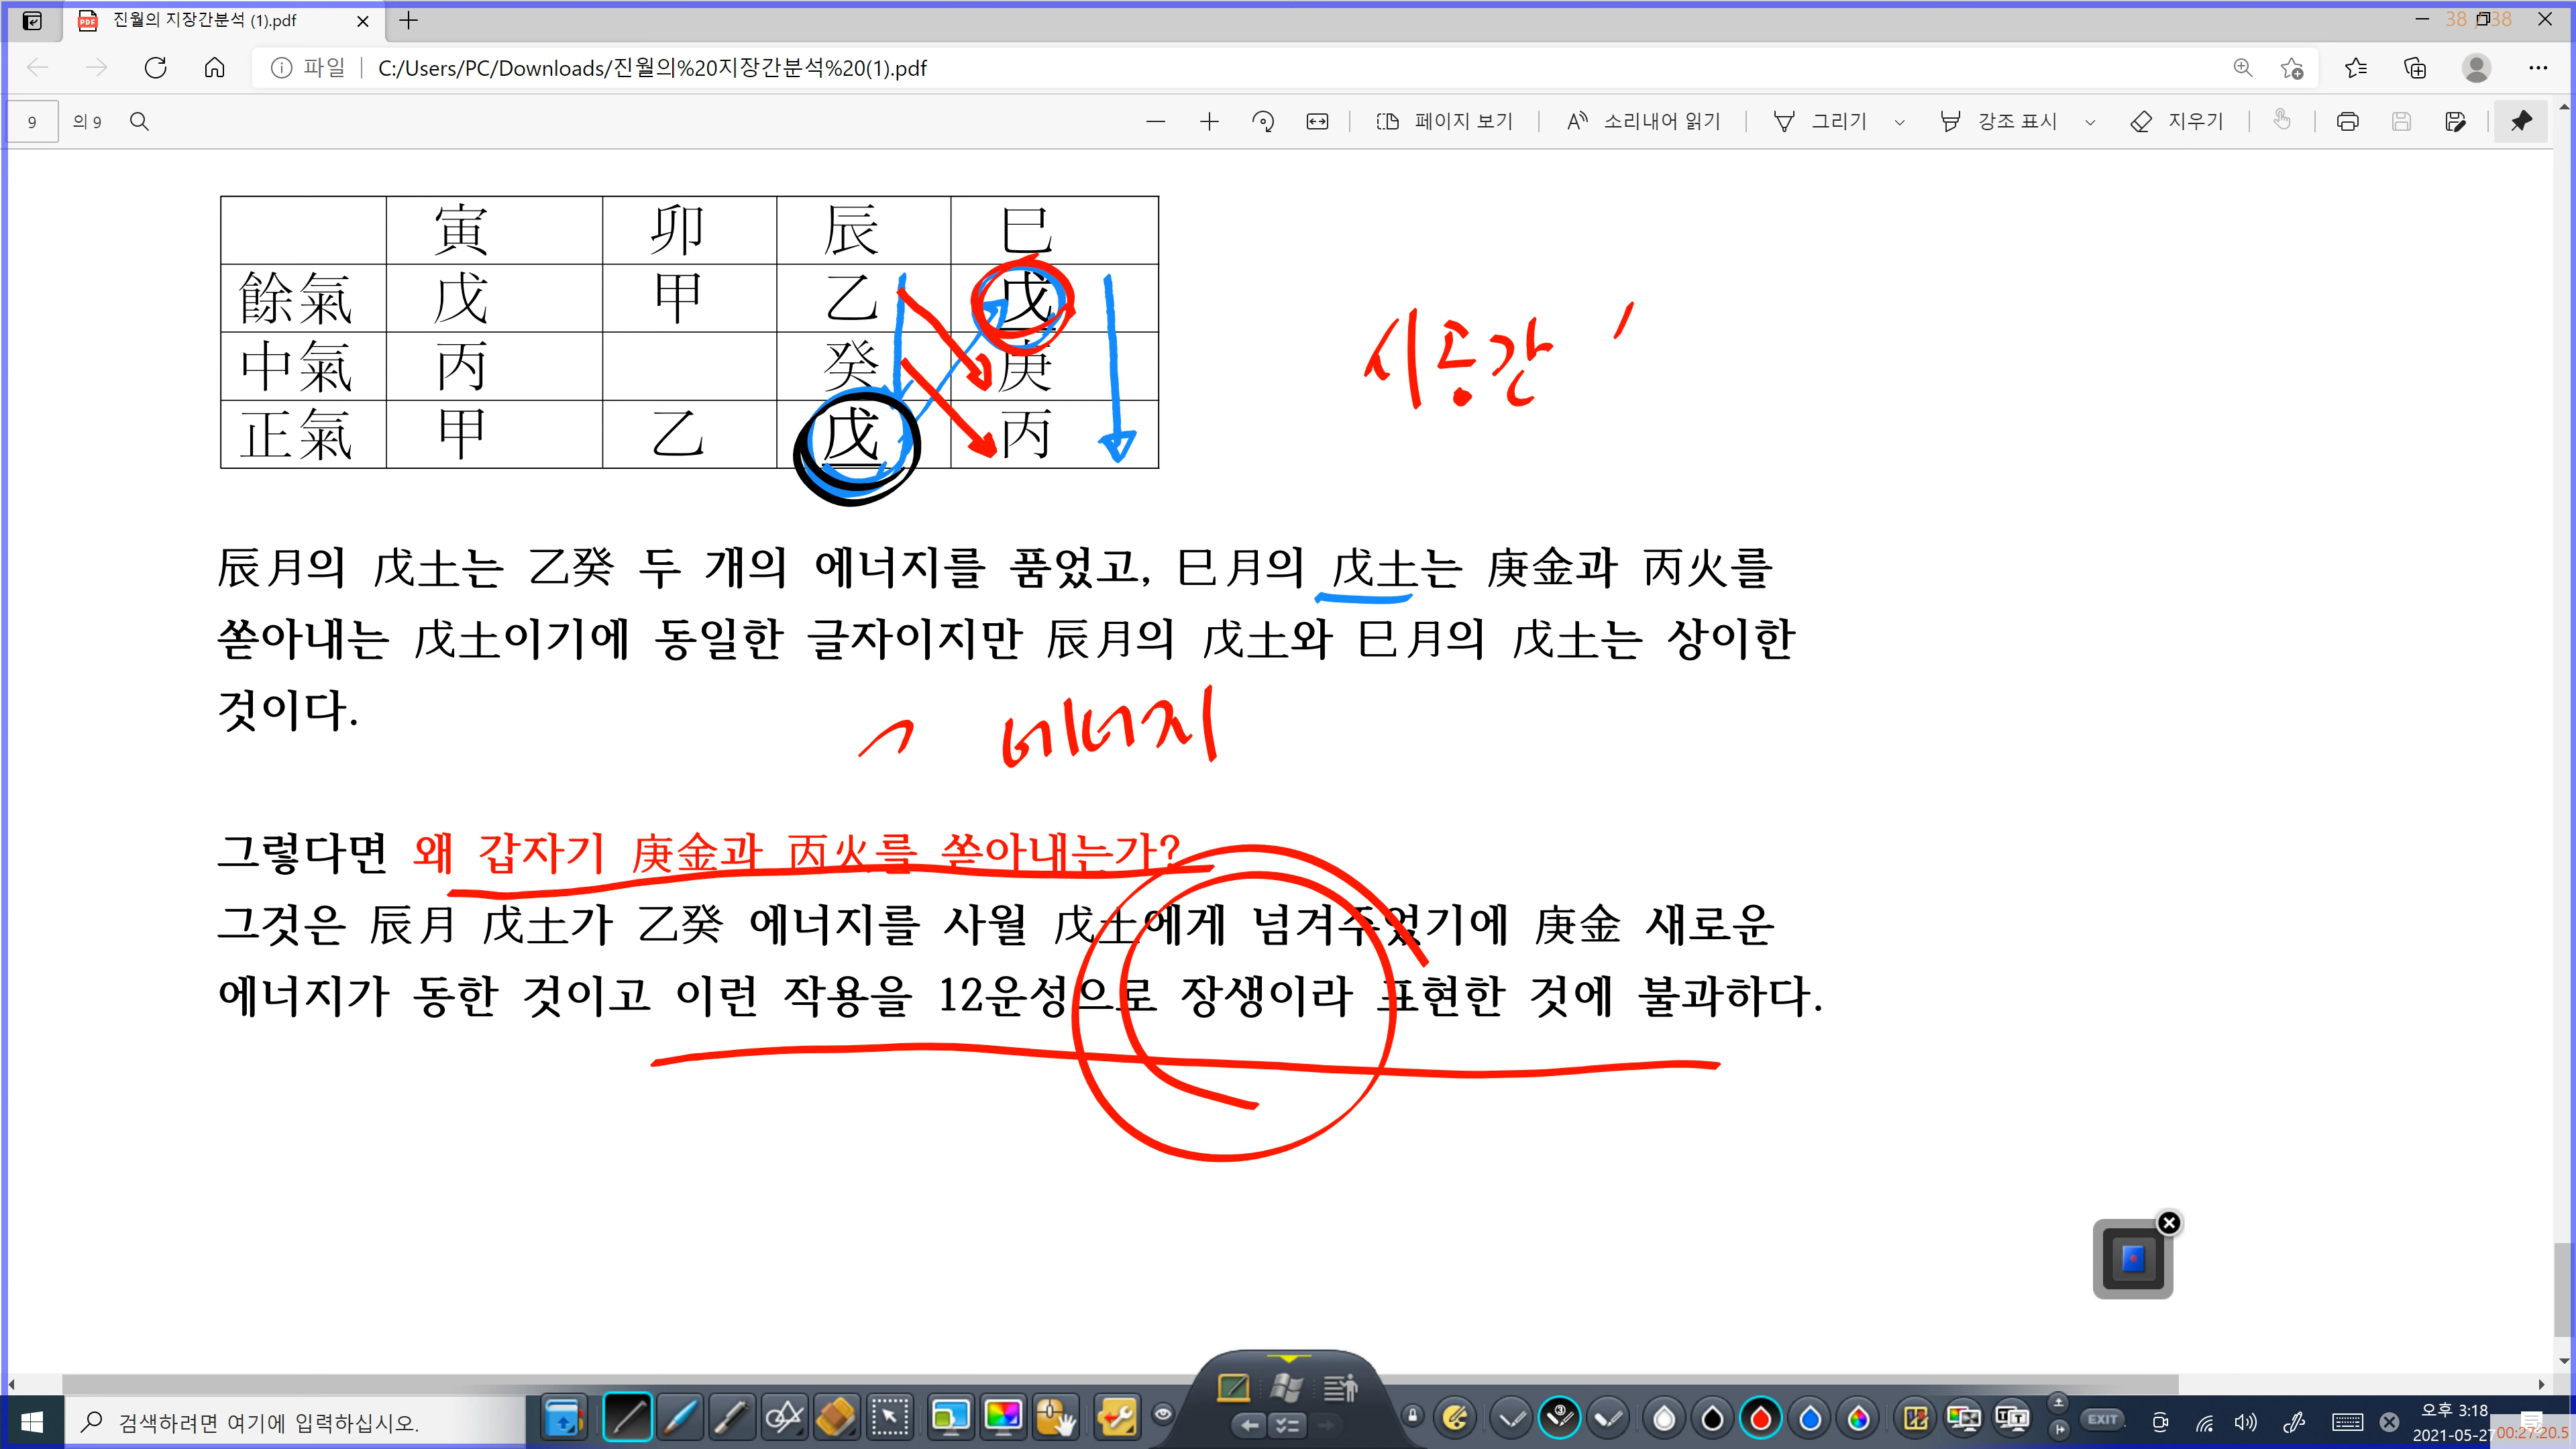 진월의 지장간분석 (1).pdf
38 / 38
파일 C:/Users/PC/Downloads/진월의%20지장간분석%20(1).pdf
9 의 9 페이지 보기 소리내어 읽기 그리기 강조 표시 지우기
寅 卯 辰 巳
餘氣 戊 甲 乙 戊
中氣 丙 癸 庚
正氣 甲 乙 戊 丙
시공간
辰月의 戊土는 乙癸 두 개의 에너지를 품었고, 巳月의 戊土는 庚金과 丙火를
쏟아내는 戊土이기에 동일한 글자이지만 辰月의 戊土와 巳月의 戊土는 상이한
것이다.
에너지
그렇다면 왜 갑자기 庚金과 丙火를 쏟아내는가?
그것은 辰月 戊土가 乙癸 에너지를 사월 戊土에게 넘겨주었기에 庚金 새로운
에너지가 동한 것이고 이런 작용을 12운성으로 장생이라 표현한 것에 불과하다.
검색하려면 여기에 입력하십시오.
EXIT
오후 3:18
2021-05-27
00:27:20.5